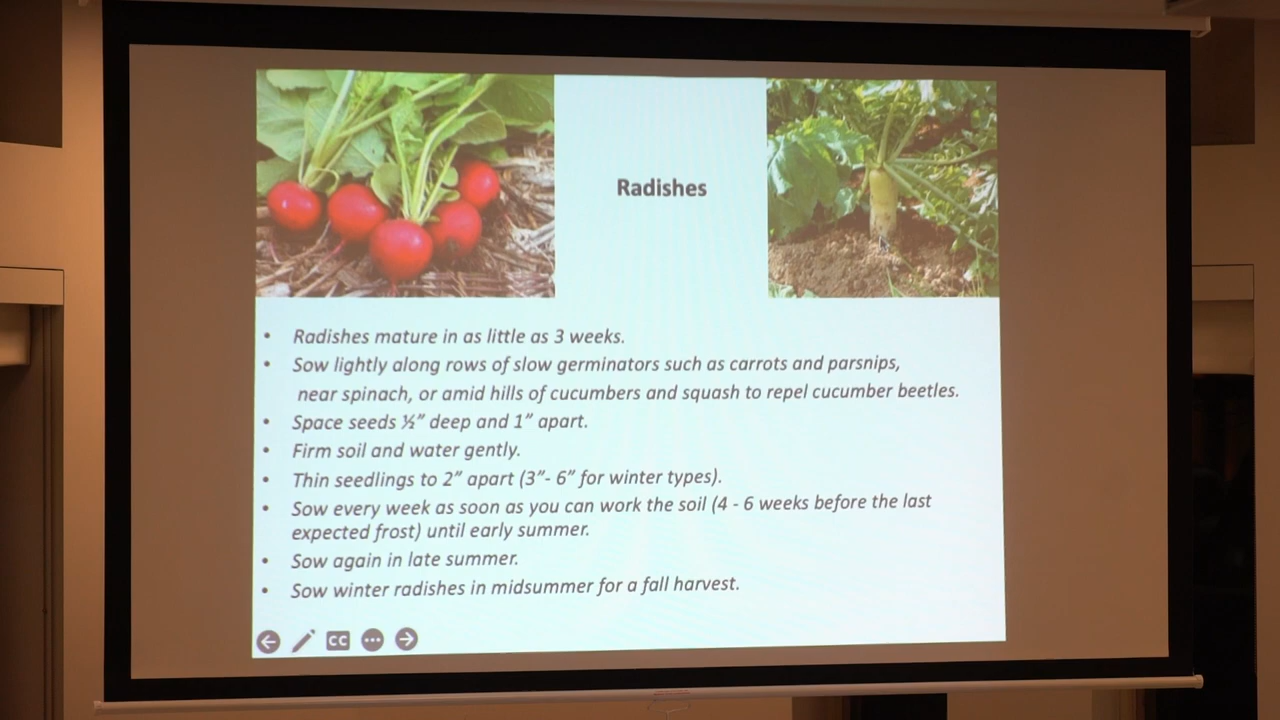 Radishes
• Radishes mature in as little as 3 weeks.
• Sow lightly along rows of slow germinators such as carrots and parsnips,
near spinach, or amid hills of cucumbers and squash to repel cucumber beetles.
• Space seeds ½” deep and 1” apart.
• Firm soil and water gently.
• Thin seedlings to 2” apart (3”- 6” for winter types).
• Sow every week as soon as you can work the soil (4 - 6 weeks before the last
expected frost) until early summer.
• Sow again in late summer.
• Sow winter radishes in midsummer for a fall harvest.
CC